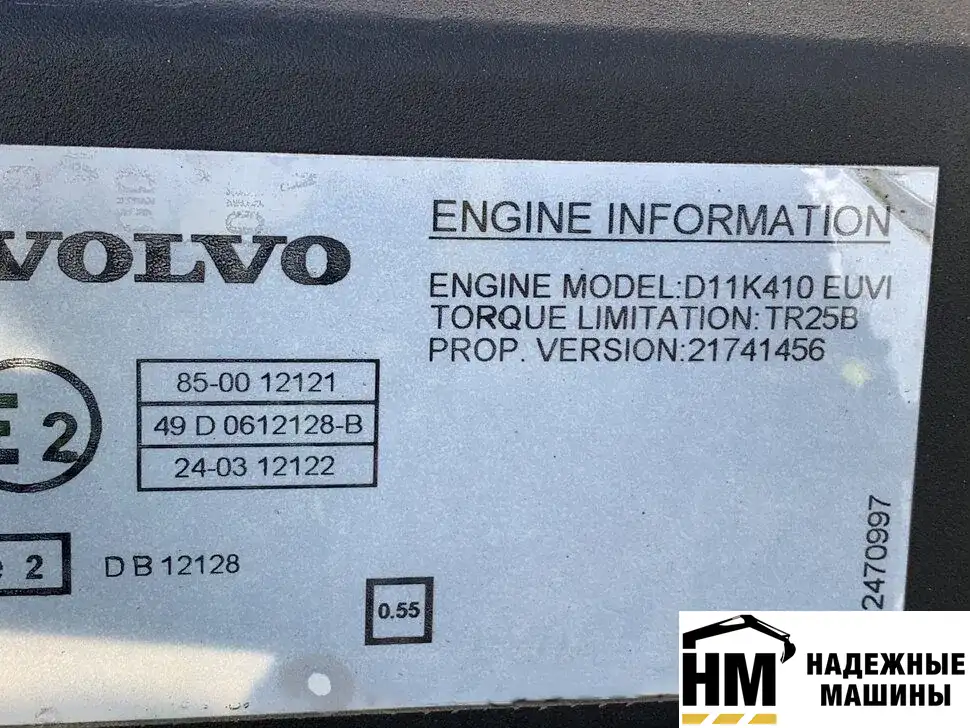 VOLVO
ENGINE INFORMATION
ENGINE MODEL:D11K410 EUVI
TORQUE LIMITATION:TR25B
PROP. VERSION:21741456
E 2
85-00 12121
49 D 0612128-B
24-03 12122
e 2
D B 12128
0.55
2470997
НМ
НАДЕЖНЫЕ
МАШИНЫ